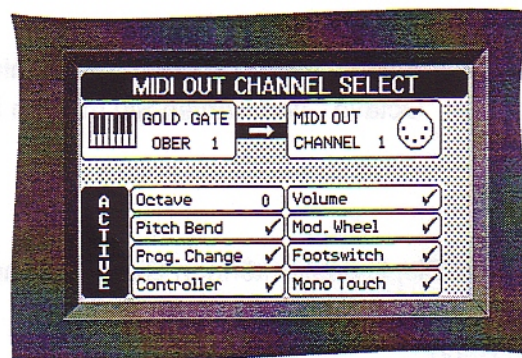 MIDI OUT CHANNEL SELECT
GOLD.GATE
OBER 1
MIDI OUT
CHANNEL 1
ACTIVE
Octave 0
Volume ✓
Pitch Bend ✓
Mod. Wheel ✓
Prog. Change ✓
Footswitch ✓
Controller ✓
Mono Touch ✓